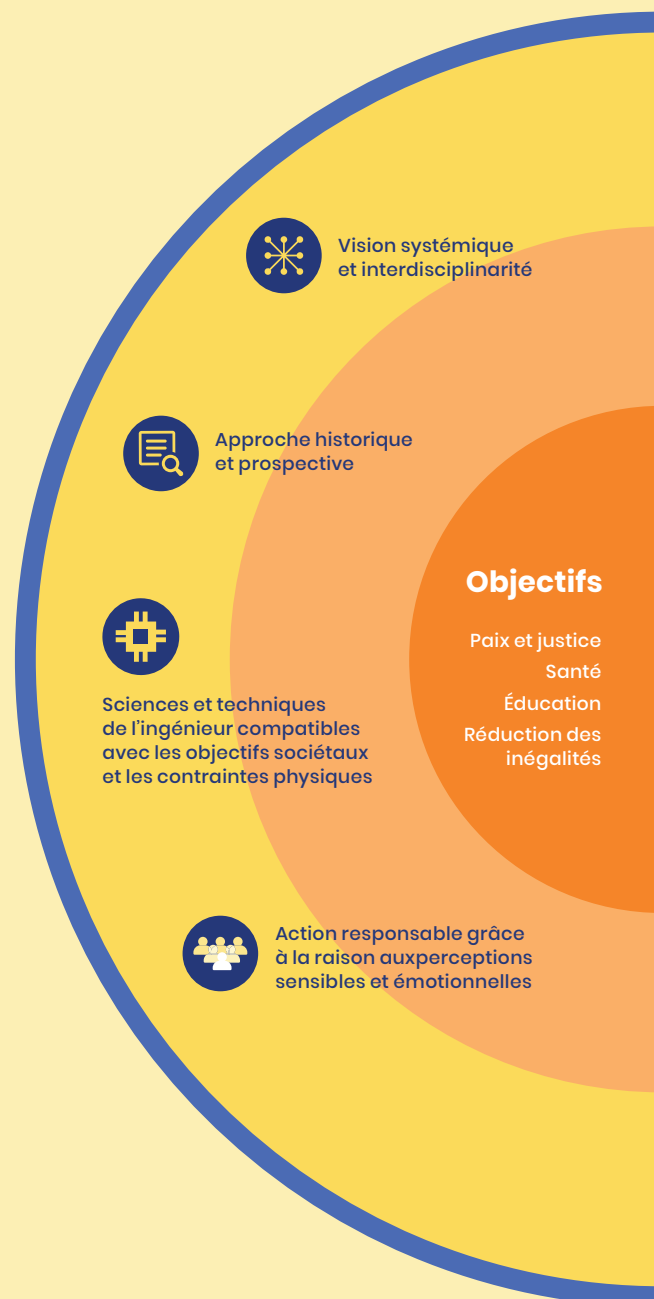 Vision systémique
et interdisciplinarité
Approche historique
et prospective
Objectifs
Paix et justice
Santé
Éducation
Réduction des
inégalités
Sciences et techniques
de l'ingénieur compatibles
avec les objectifs sociétaux
et les contraintes physiques
Action responsable grâce
à la raison auxperceptions
sensibles et émotionnelles